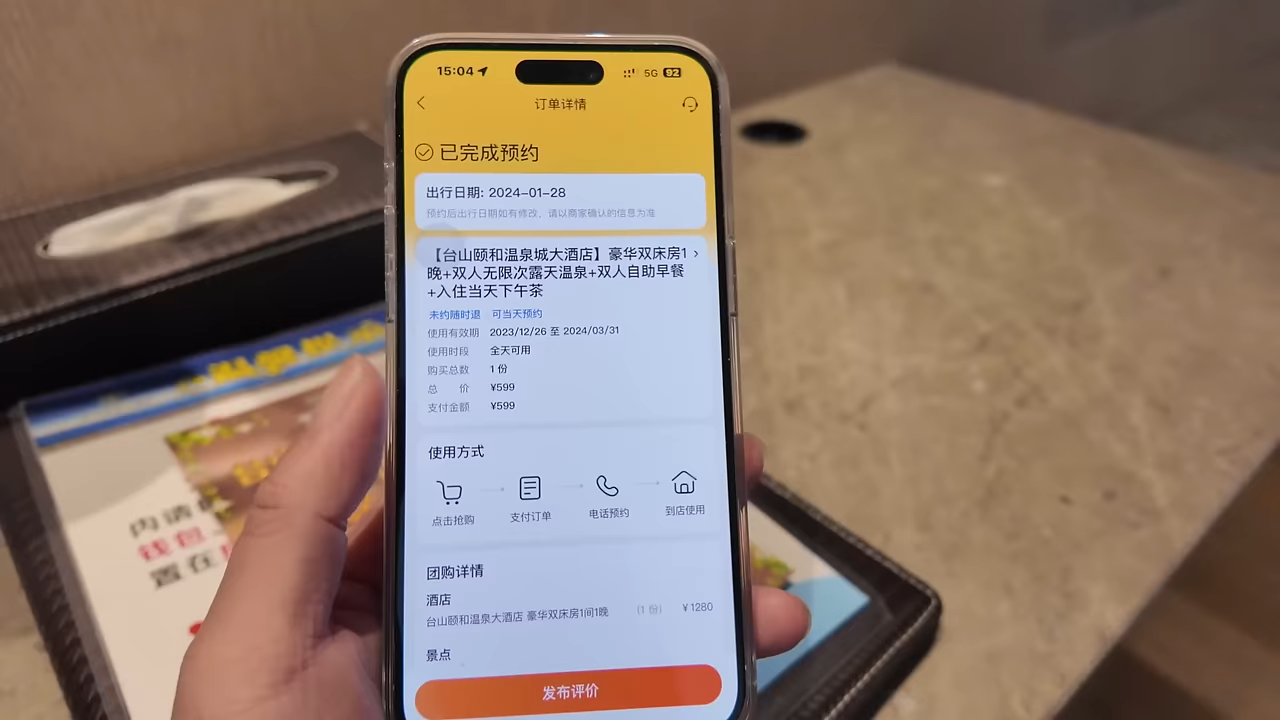 15:04
5G 92
订单详情
已完成预约
出行日期: 2024-01-28
预约后出行日期如有修改，请以商家确认的信息为准
【台山颐和温泉城大酒店】豪华双床房1
晚+双人无限次露天温泉+双人自助早餐
+入住当天下午茶
未约随时退 可当天预约
使用有效期 2023/12/26 至 2024/03/31
使用时段 全天可用
购买总数 1 份
总 价 ¥599
支付金额 ¥599
使用方式
点击抢购 支付订单 电话预约 到店使用
团购详情
酒店
台山颐和温泉大酒店 豪华双床房1间1晚 (1 份) ¥1280
景点
发布评价
内请
钱包
置在